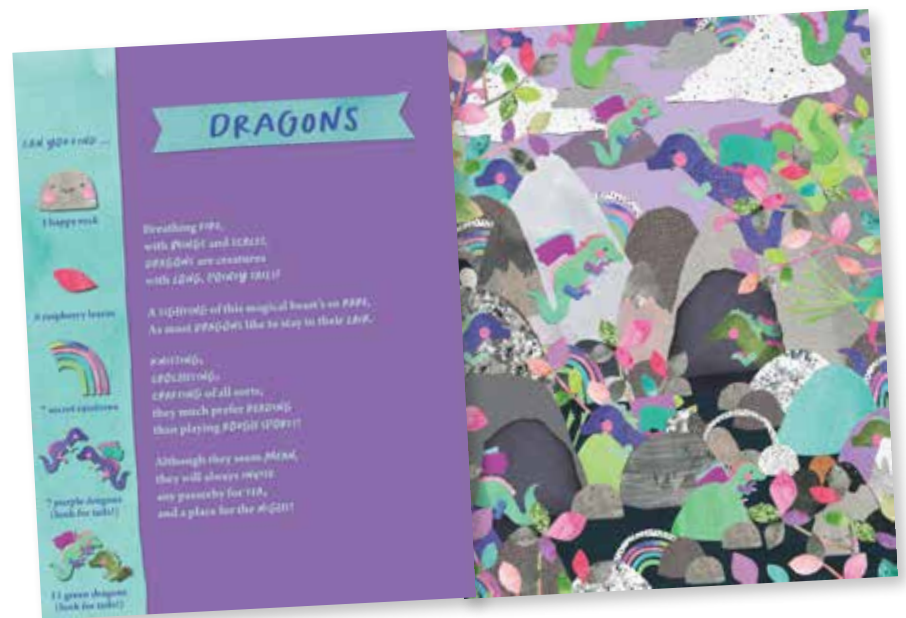 CAN YOU FIND ...
1 happy rock
raspberry leaves
7 secret rainbows
7 purple dragons
(look for tails!)
11 green dragons
(look for tails!)
DRAGONS
Breathing FIRE,
with WINGS and SCALES,
DRAGONS are creatures
with LONG, POINTY TAILS!
A SIGHTING of this magical beast's so RARE,
As most DRAGONS like to stay in their LAIR.
KNITTING,
CROCHETING,
CRAFTING of all sorts,
they much prefer READING
than playing ROUGH SPORTS!
Although they seem MEAN,
they will always INVITE
any passerby for TEA,
and a place for the NIGHT!